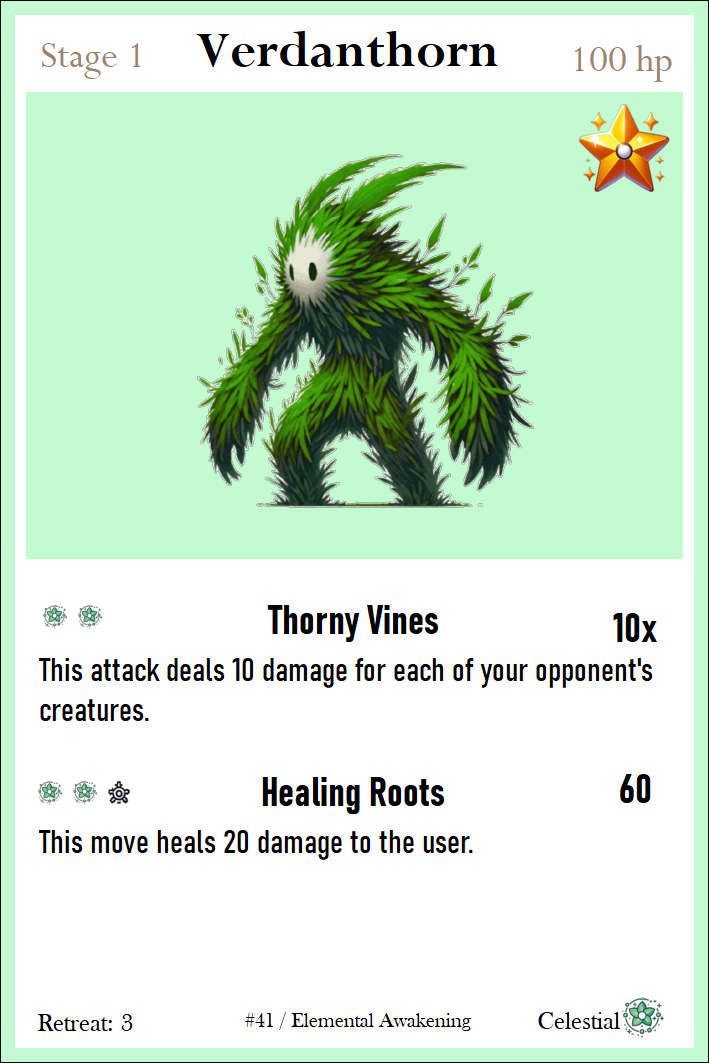 Stage 1 Verdanthorn 100 hp
Thorny Vines 10x
This attack deals 10 damage for each of your opponent's
creatures.
Healing Roots 60
This move heals 20 damage to the user.
Retreat: 3 #41 / Elemental Awakening Celestial